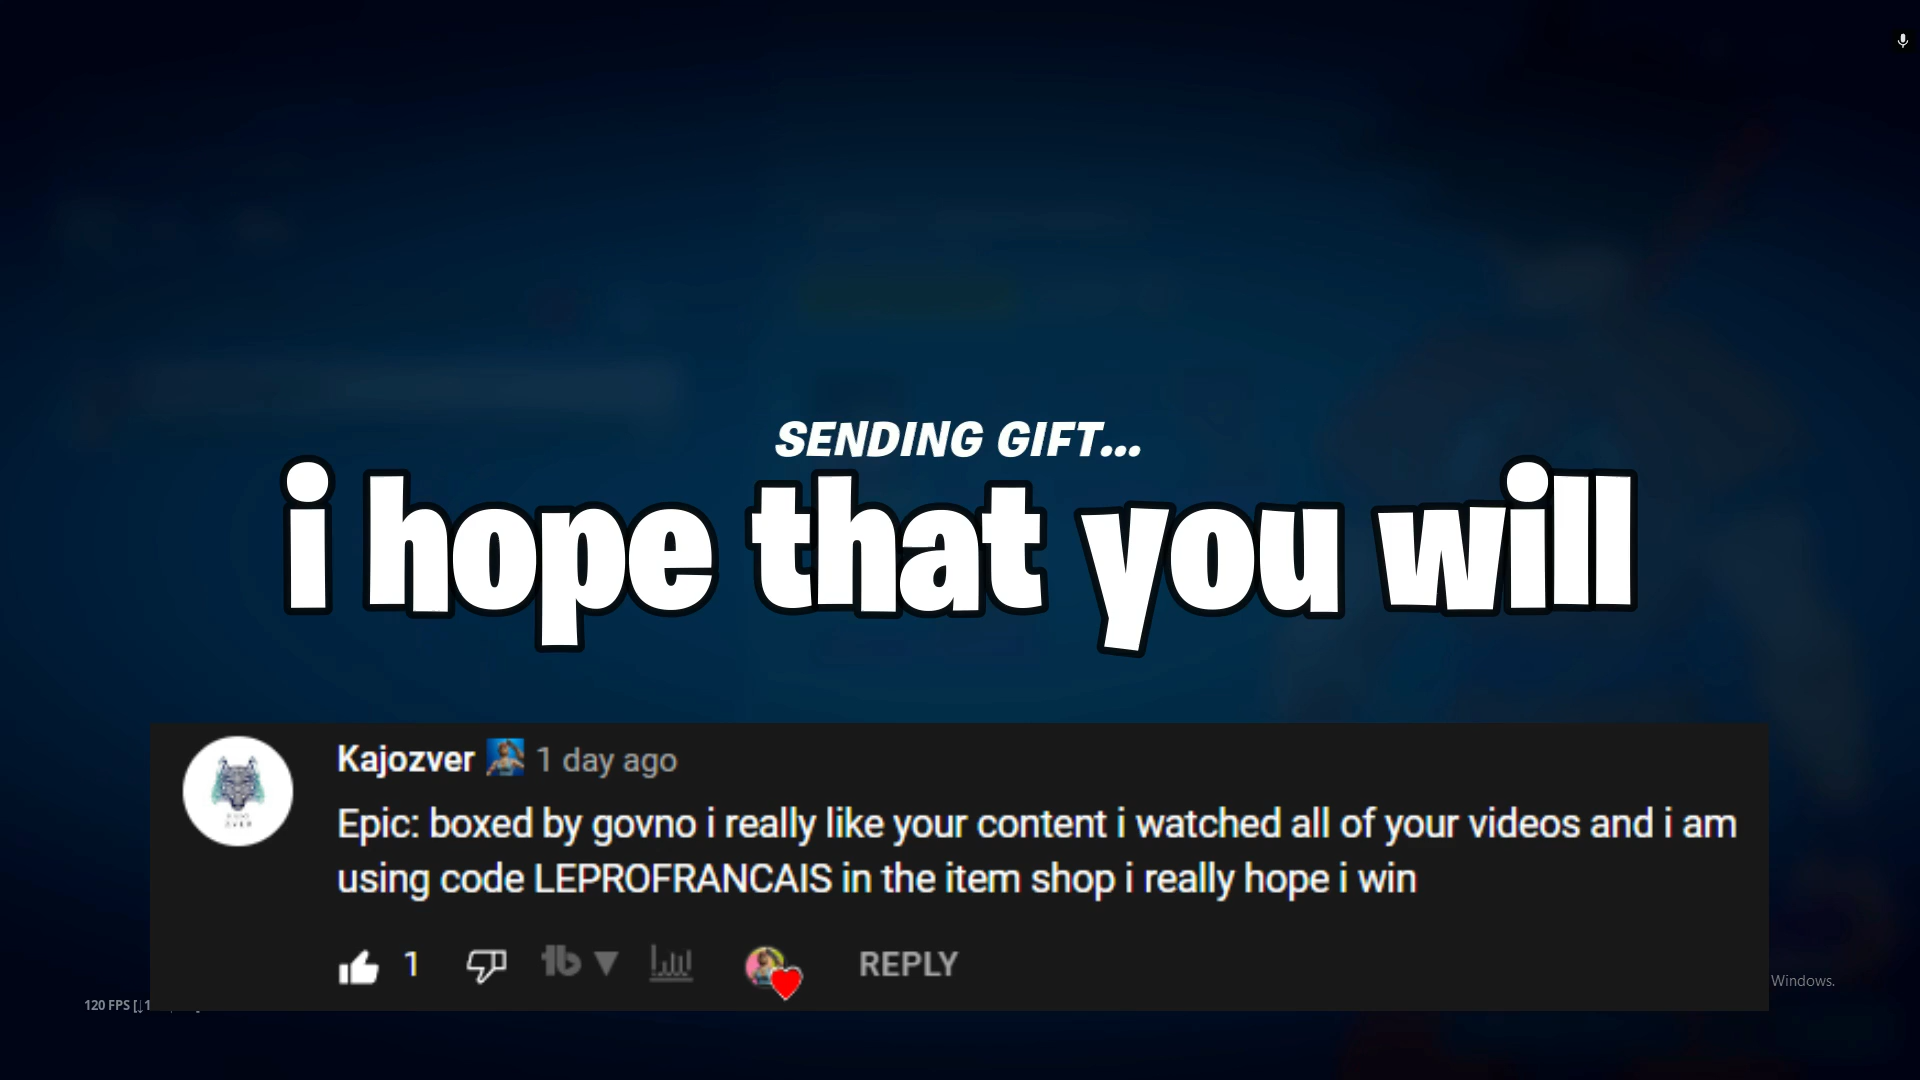 SENDING GIFT...
i hope that you will
Kajozver 1 day ago
Epic: boxed by govno i really like your content i watched all of your videos and i am
using code LEPROFRANCAIS in the item shop i really hope i win
1 REPLY
Windows.
120 FPS